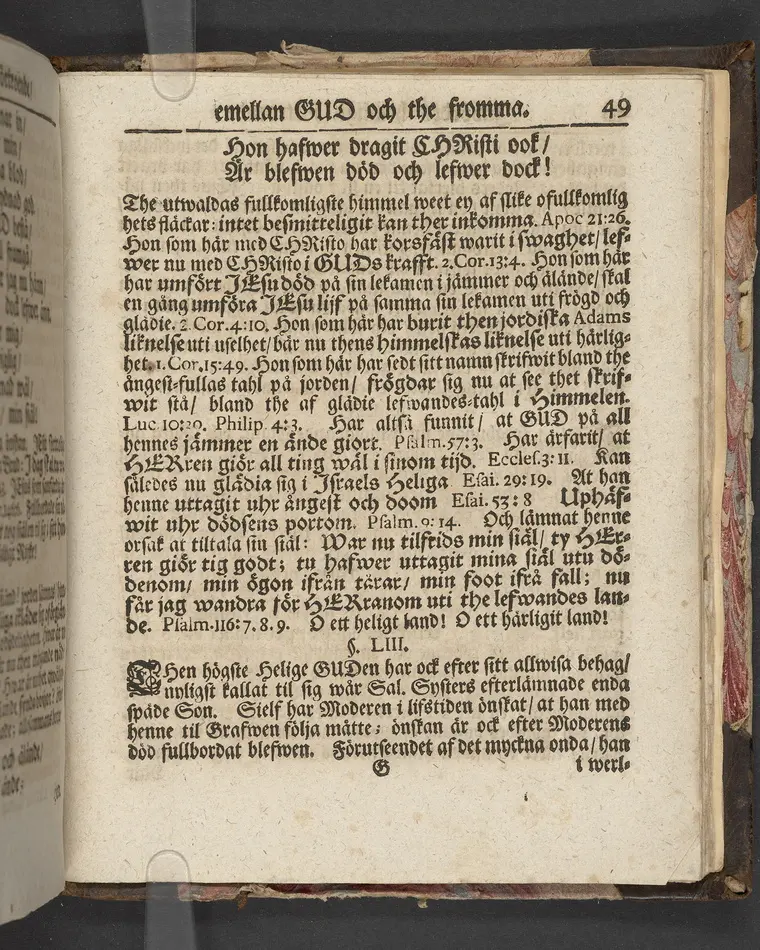 emellan GUD och the fromma. 49
Hon hafwer dragit CHRisti ook/
Är blefwen död och lefwer dock!
The utwaldas fullkomligste himmel weet ey af slike ofullkomlig
hets fläckar: intet besmitteligit kan ther inkomma. Apoc 21:26.
Hon som här med CHRisto har korsfäst warit i swaghet/ lef-
wer nu med CHRisto i GUDs krafft. 2.Cor.13:4. Hon som här
har umfört JEsu död på sin lekamen i jämmer och älände/ skal
en gång umföra JEsu lijf på samma sin lekamen uti frögd och
glädie. 2 Cor.4:10. Hon som här har burit then jordiska Adams
liknelse uti uselhet/ bär nu thens himmelskas liknelse uti härlig-
het. 1.Cor.15:49. Hon som här har sedt sitt namn skrifwit bland the
ångest-fullas tahl på jorden/ frögdar sig nu at see thet skrif-
wit stå/ bland the af glädie lefwandes-tahl i Himmelen.
Luc 10:20. Philip. 4:3. Har altså funnit/ at GUD på all
hennes jämmer en ände giort. Psalm.57:3. Har ärfarit/ at
HERren giör all ting wäl i sinom tijd. Eccles.3:11. Kan
således nu glädia sig i Israels Heliga Esai. 29:19. At han
henne uttagit uhr ångest och doom Esai. 53:8 Uphäf-
wit uhr dödsens portom. Psalm.9:14. Och lämnat henne
orsak at tiltala sin siäl: War nu tilfrids min siäl/ ty HEr-
ren giör tig godt; tu hafwer uttagit mina siäl utu dö-
denom/ min ögon ifrån tårar/ min foot ifrå fall; nu
får jag wandra för HERranom uti the lefwandes lan-
de. Psalm.116:7.8.9. O ett heligt land! O ett härligit land!
§. LIII.
THen högste Helige GUDen har ock efter sitt allwisa behag/
nyligst kallat til sig wår Sal. Systers efterlämnade enda
späde Son. Sielf har Moderen i lifstiden önskat/ at han med
henne til Grafwen följa måtte: önskan är ock efter Moderens
död fullbordat blefwen. Förutseendet af det myckna onda/ han
G i werl-